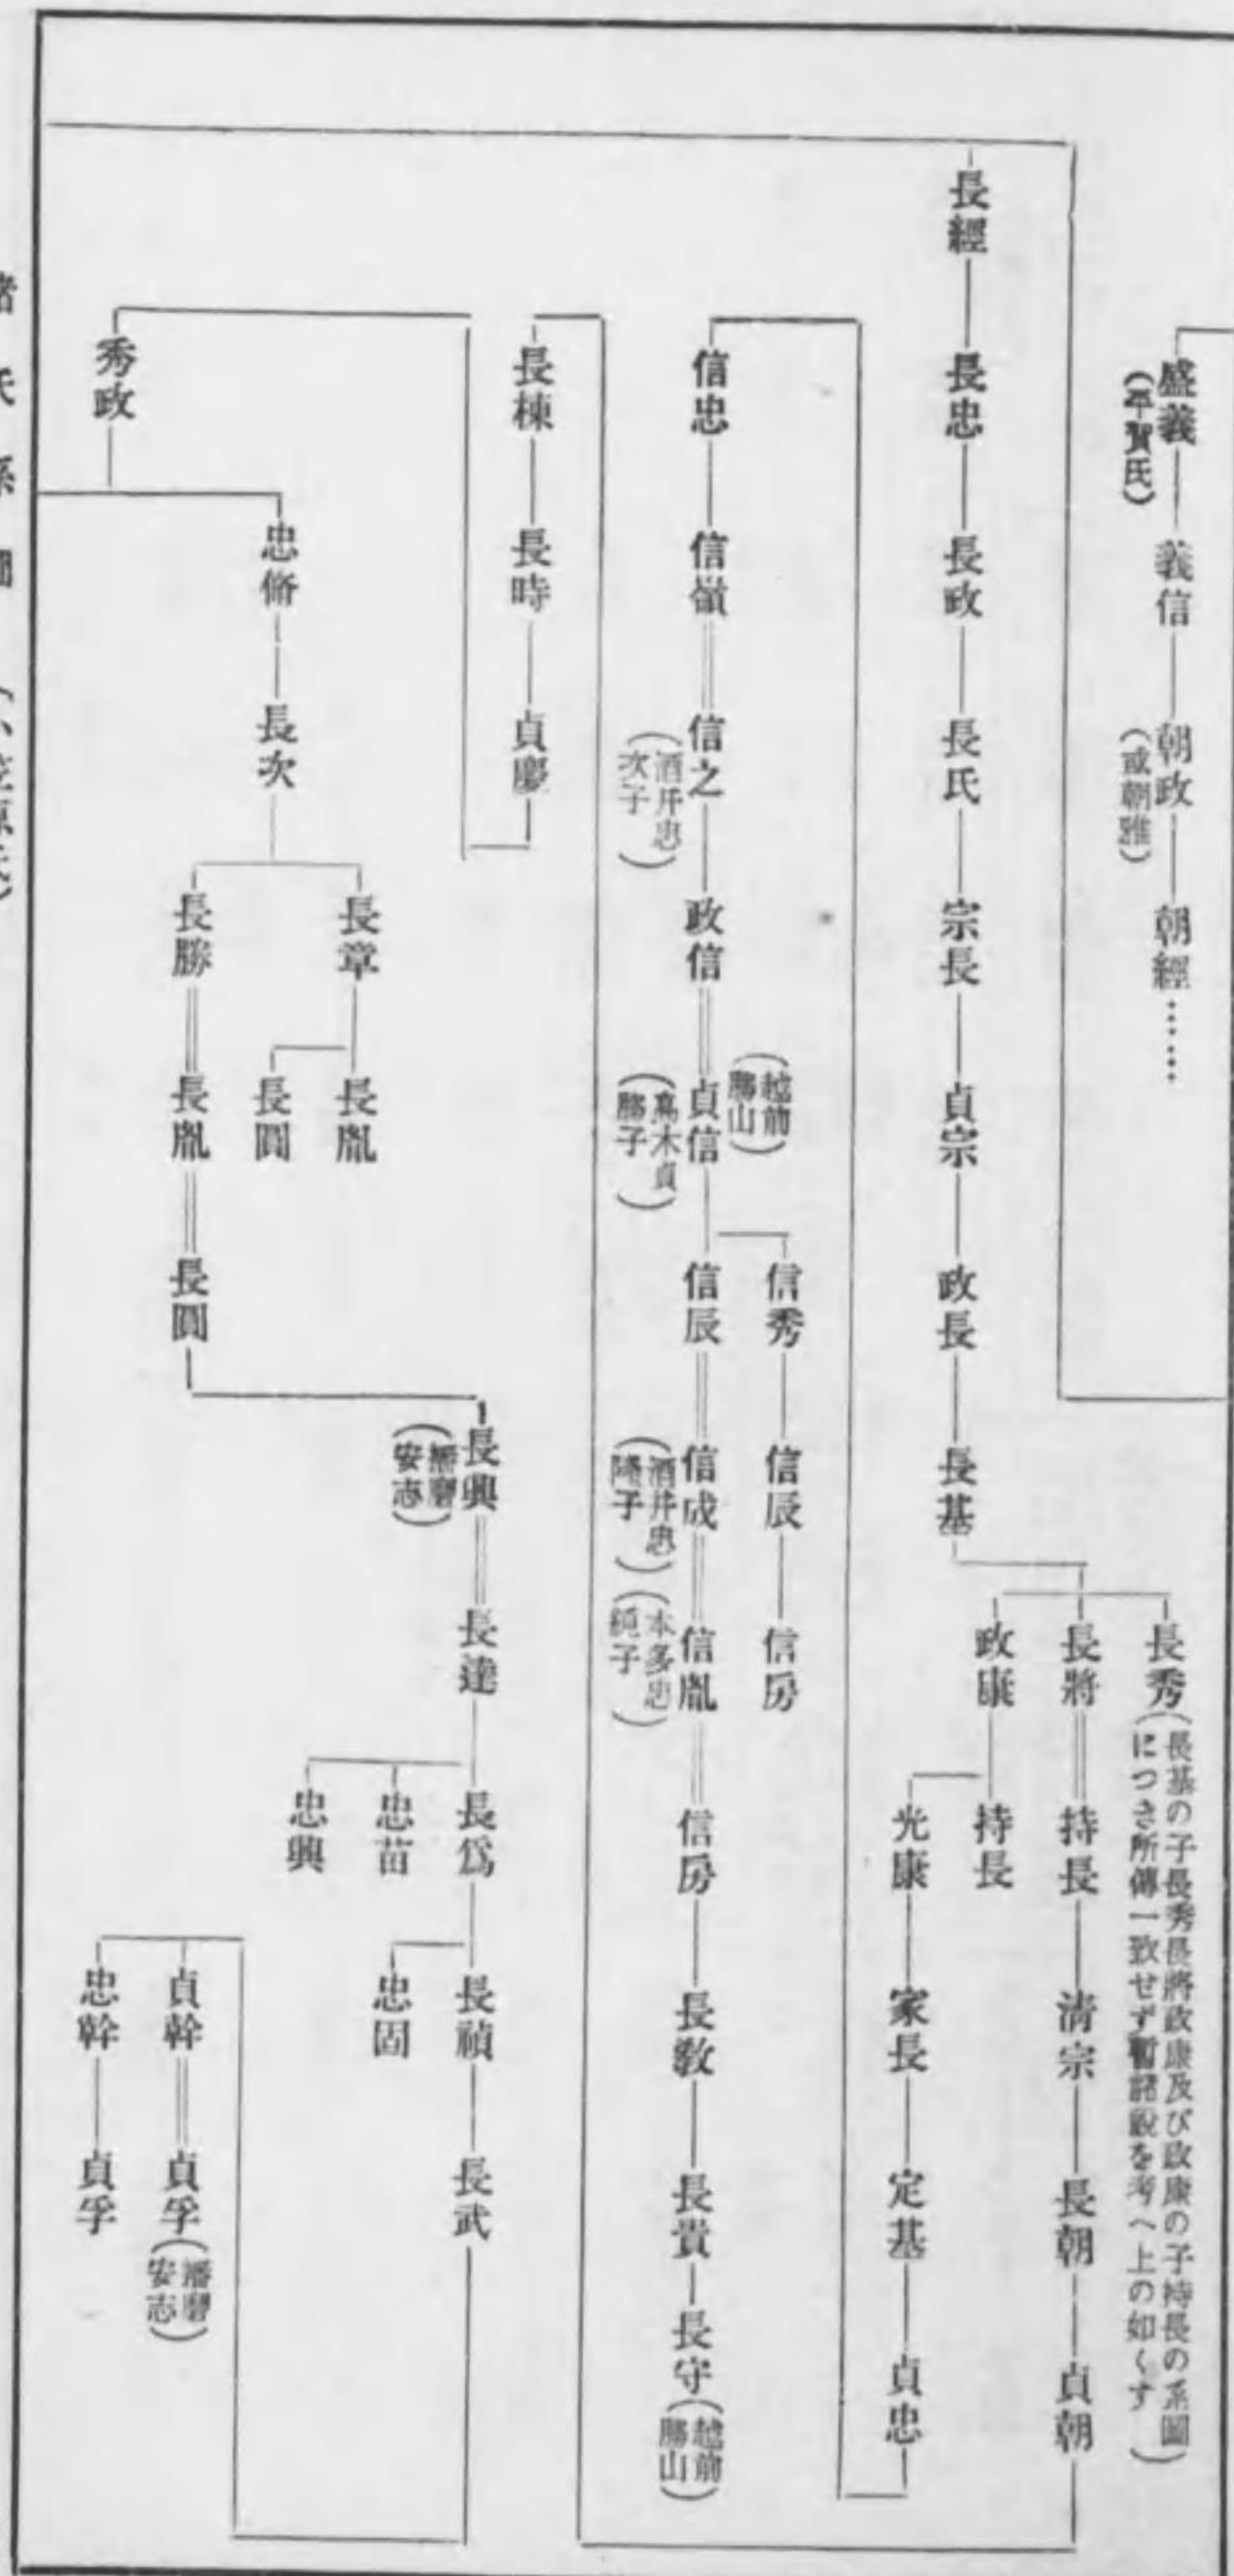 盛義 義信 朝政 朝經……
（平賀氏）
（或朝雅）
長經 長忠 長政 長氏 宗長 貞宗 政長 長基
長秀（長基の子長秀長將政康及び政康の子持長の系圖
につき所傳一致せず暫諸說を考へ上の如くす）
長將 持長 清宗 長朝 貞朝
政康 持長
光康 家長 定基 貞忠
信忠 信嶺 信之 政信 貞信 信辰 信成 信胤 信房 長敎 長貴 長守（越前
勝山）
（酒井忠
次子）
（越前
勝山）
（高木貞
勝子）
信秀 信辰 信房
（酒井忠
隆子）
（本多忠
純子）
長棟 長時 貞慶
秀政
忠脩 長次
長章 長胤
長圓
長勝 長胤 長圓
長興 長達 長爲 長禎 長武
（播磨
安志）
忠苗
忠興
忠固
貞幹 貞孚（播磨
安志）
忠幹 貞孚
諸氏系圖（小笠原氏）